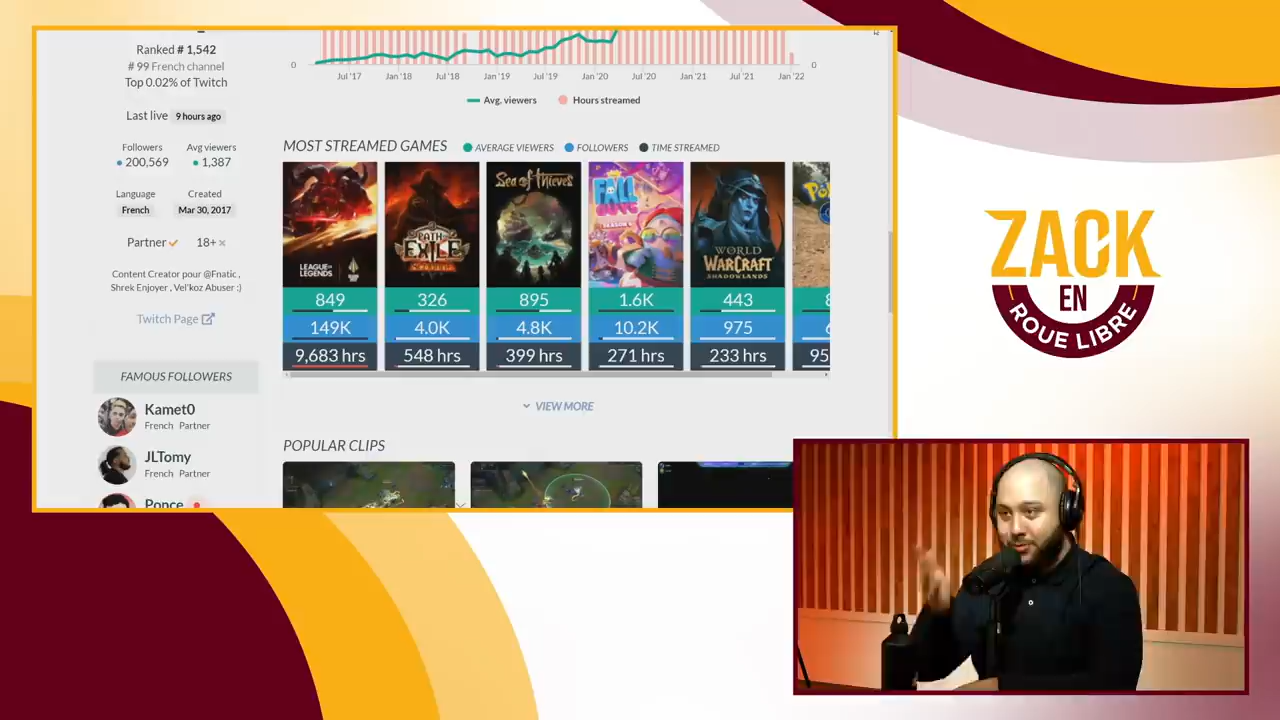 Ranked # 1,542
# 99 French channel
Top 0.02% of Twitch
Last live 9 hours ago
Followers Avg viewers
200,569 1,387
Language Created
French Mar 30, 2017
Partner 18+
Content Creator pour @Fnatic ,
Shrek Enjoyer , Vel'koz Abuser :)
Twitch Page
FAMOUS FOLLOWERS
Kamet0
French Partner
JLTomy
French Partner
Ponce
0 0
Jul '17 Jan '18 Jul '18 Jan '19 Jul '19 Jan '20 Jul '20 Jan '21 Jul '21 Jan '22
Avg. viewers Hours streamed
MOST STREAMED GAMES AVERAGE VIEWERS FOLLOWERS TIME STREAMED
LEAGUE OF
LEGENDS
PATH OF
EXILE
Sea of Thieves
FALL
GUYS
WORLD
WARCRAFT
SHADOWLANDS
849 326 895 1.6K 443
149K 4.0K 4.8K 10.2K 975
9,683 hrs 548 hrs 399 hrs 271 hrs 233 hrs 95
VIEW MORE
POPULAR CLIPS
ZACK
EN
ROUE LIBRE